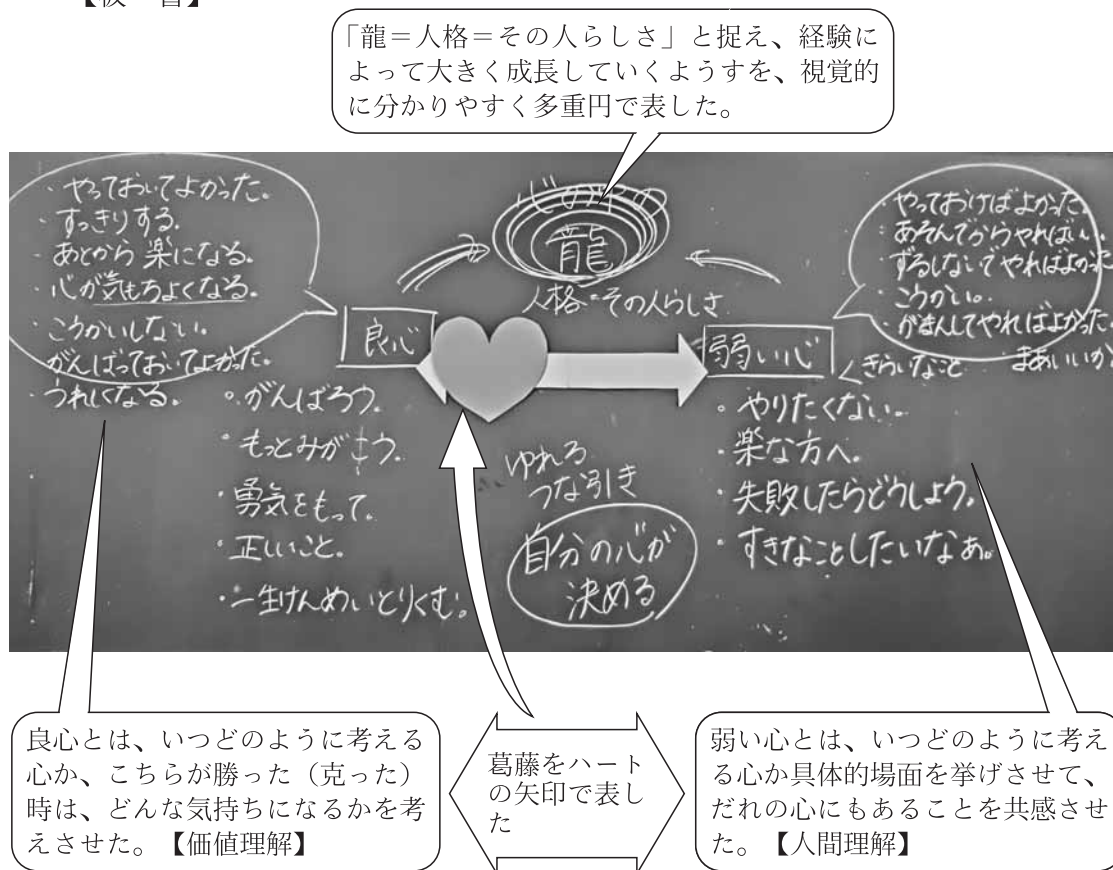 【板 書】
「龍＝人格＝その人らしさ」と捉え、経験に
よって大きく成長していくようすを、視覚的
に分かりやすく多重円で表した。
・やっておいてよかった。
・すっきりする。
・あとから楽になる。
・心が気もちよくなる。
・こうかいしない。
がんばっておいてよかった。
・うれしくなる。
心の中の
龍
人格=その人らしさ
・やっておけばよかった。
・あそんでからやればいい。
・ずるしないでやればよかった
・こうかい。
・がまんしてやればよかった
きらいなこと
まあいいか
良心
弱い心
・がんばろう。
・もっとみがこう。
・勇気をもって。
・正しいこと。
・一生けんめいとりくむ。
ゆれる
つな引き
自分の心が
決める
・やりたくない。
・楽な方へ。
・失敗したらどうしよう。
・すきなことしたいなぁ。
良心とは、いつどのように考える
心か、こちらが勝った（克った）
時は、どんな気持ちになるかを考
えさせた。【価値理解】
葛藤をハート
の矢印で表し
た
弱い心とは、いつどのように考え
る心か具体的場面を挙げさせて、
だれの心にもあることを共感させ
た。【人間理解】